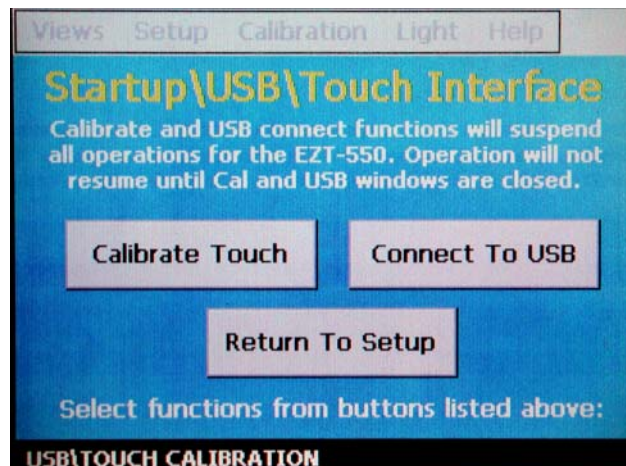 Views Setup Calibration Light Help
Startup\USB\Touch Interface
Calibrate and USB connect functions will suspend
all operations for the EZT-550. Operation will not
resume until Cal and USB windows are closed.
Calibrate Touch Connect To USB
Return To Setup
Select functions from buttons listed above:
USB\TOUCH CALIBRATION